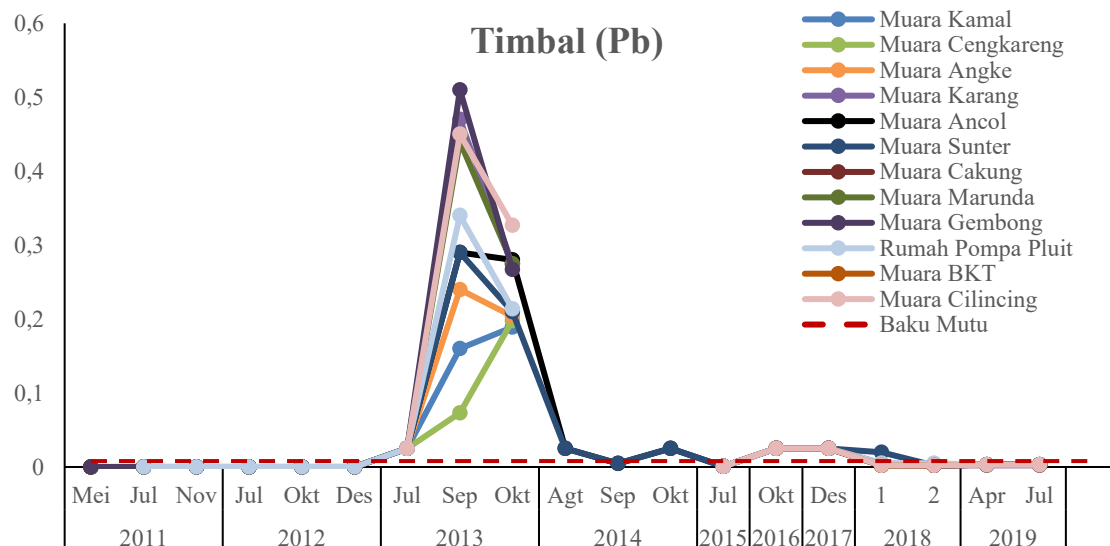 Timbal (Pb)
0,6
0,5
0,4
0,3
0,2
0,1
0
Muara Kamal
Muara Cengkareng
Muara Angke
Muara Karang
Muara Ancol
Muara Sunter
Muara Cakung
Muara Marunda
Muara Gembong
Rumah Pompa Pluit
Muara BKT
Muara Cilincing
Baku Mutu
Mei Jul Nov Jul Okt Des Jul Sep Okt Agt Sep Okt Jul Okt Des 1 2 Apr Jul
2011 2012 2013 2014 2015 2016 2017 2018 2019